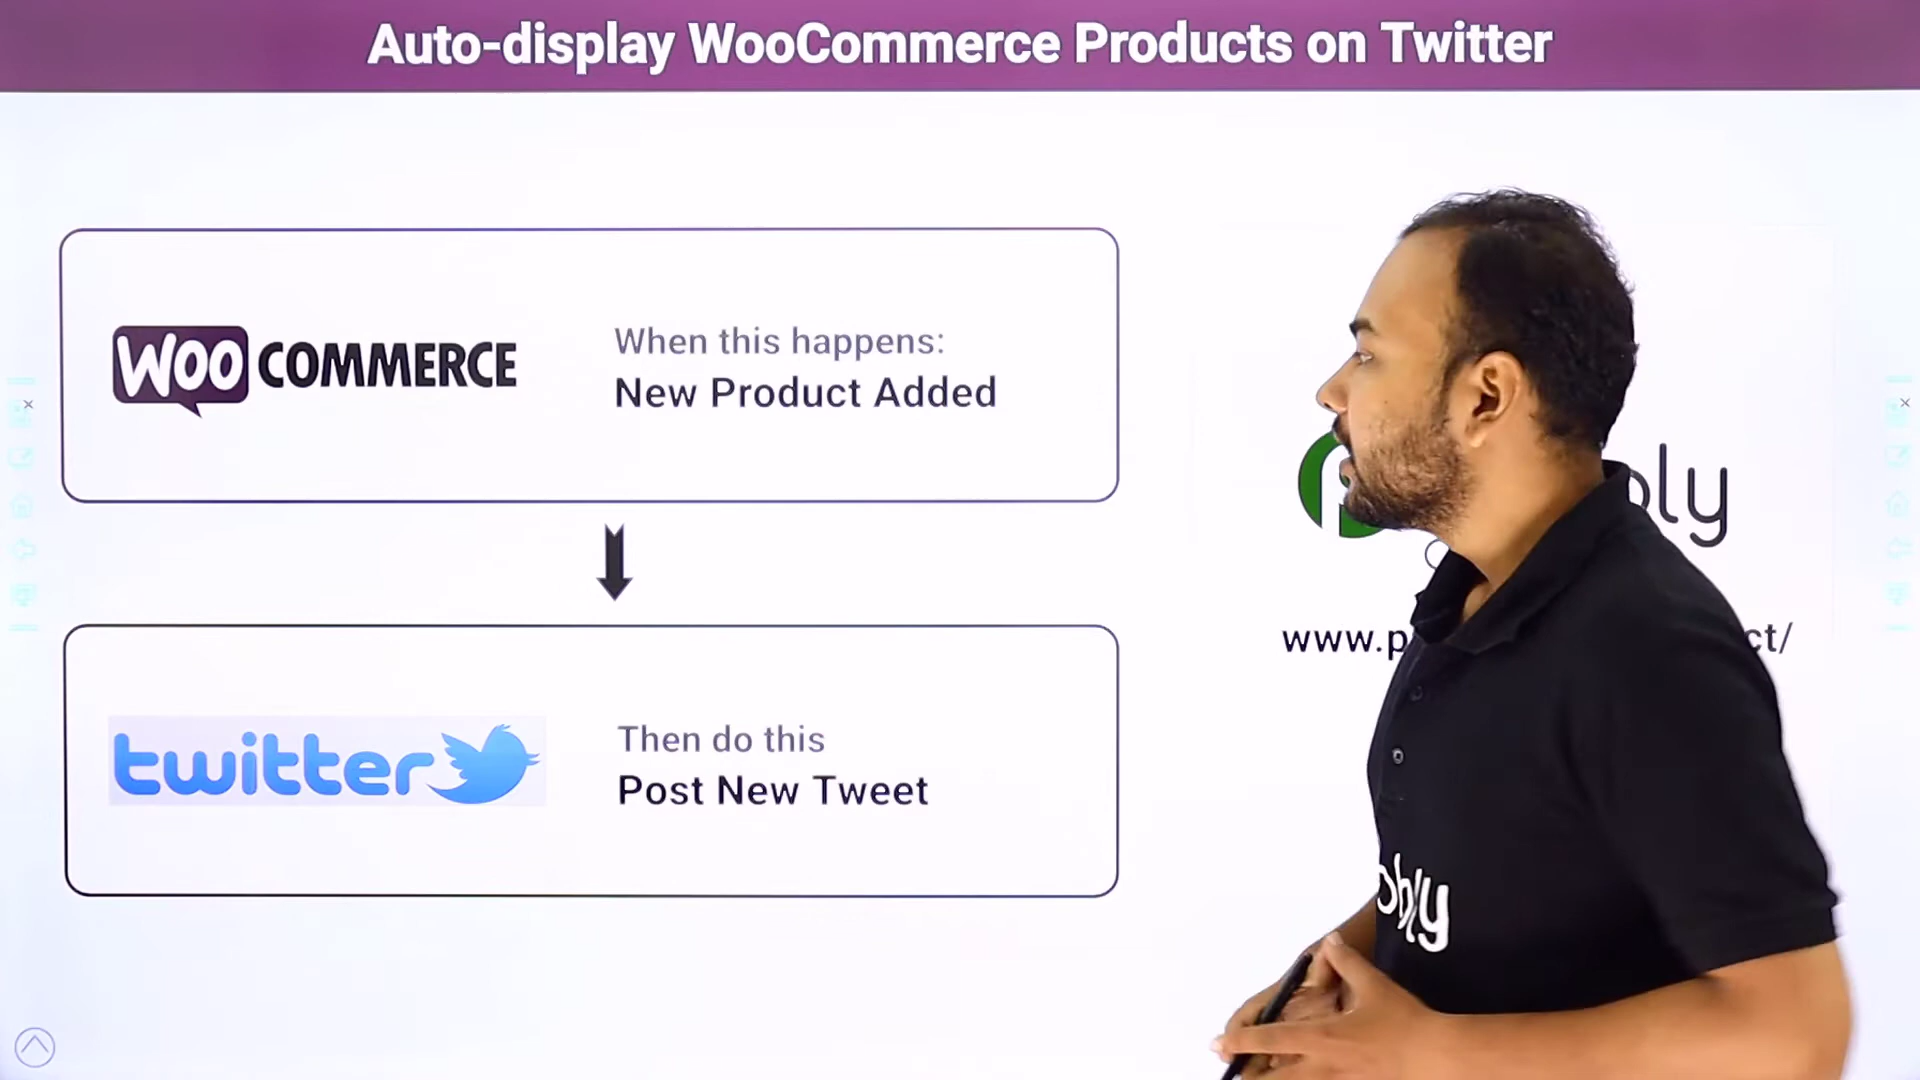 Auto-display WooCommerce Products on Twitter
WOO COMMERCE
When this happens:
New Product Added
twitter
Then do this
Post New Tweet